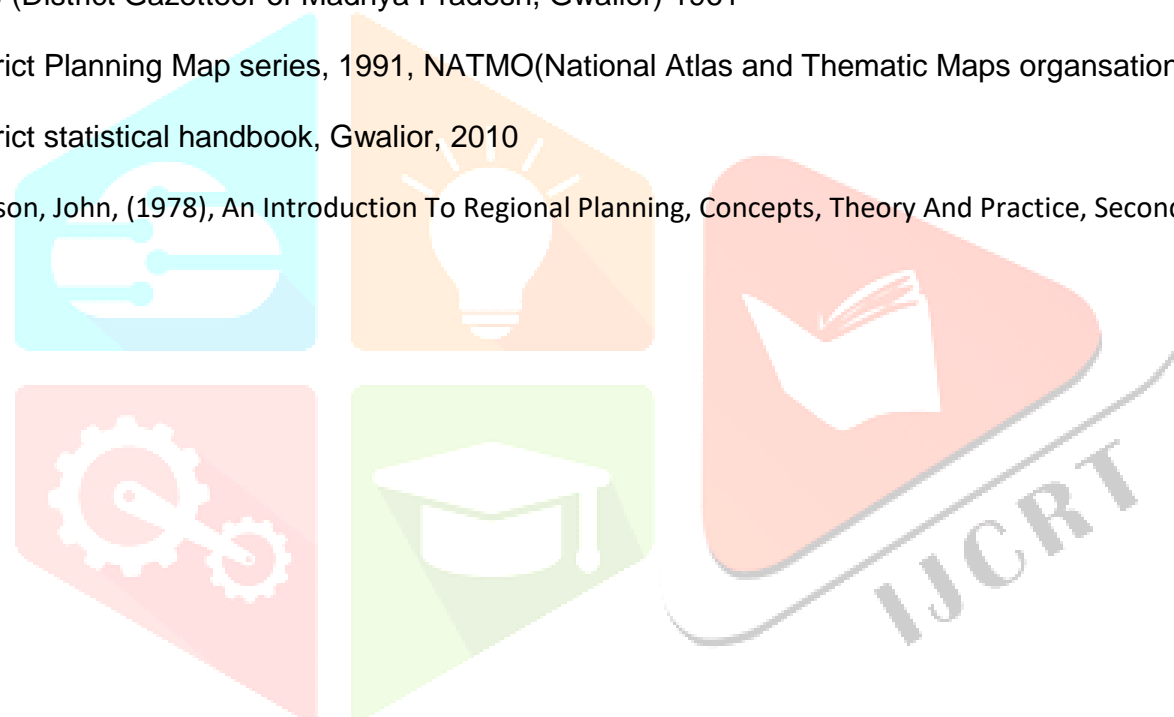 (District Gazetteer of Madhya Pradesh, Gwalior) 1961
rict Planning Map series, 1991, NATMO(National Atlas and Thematic Maps organsation
rict statistical handbook, Gwalior, 2010
son, John, (1978), An Introduction To Regional Planning, Concepts, Theory And Practice, Second
IJCRT